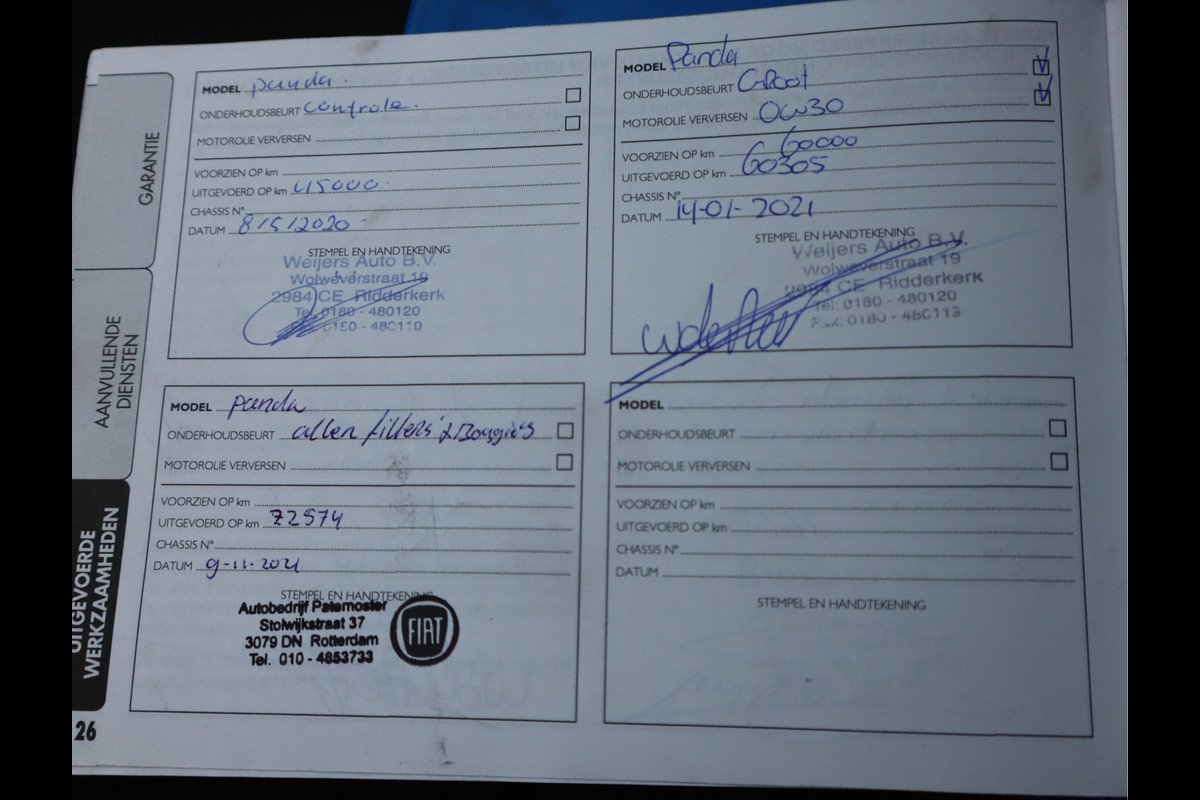 GARANTIE
AANVULLENDE
DIENSTEN
UITGEVOERDE
WERKZAAMHEDEN
26
MODEL panda.
ONDERHOUDSBEURT controle.
MOTOROLIE VERVERSEN
VOORZIEN OP km
UITGEVOERD OP km 45000
CHASSIS N°
DATUM 8/5/2020
STEMPEL EN HANDTEKENING
Weijers Auto B.V.
Wolweverstraat 19
2984 CE Ridderkerk
Tel: 0180 - 480120
0180 - 480113
MODEL Panda
ONDERHOUDSBEURT Groot
MOTOROLIE VERVERSEN 0w30
VOORZIEN OP km 60000
UITGEVOERD OP km 60305
CHASSIS N°
DATUM 14-01-2021
STEMPEL EN HANDTEKENING
Weijers Auto B.V.
Wolweverstraat 19
2984 CE Ridderkerk
Tel: 0180 - 480120
Fax: 0180 - 480113
MODEL panda
ONDERHOUDSBEURT allen filters & Bougie's
MOTOROLIE VERVERSEN
VOORZIEN OP km
UITGEVOERD OP km 72574
CHASSIS N°
DATUM 9-11-2021
STEMPEL EN HANDTEKENING
Autobedrijf Paternoster
Stolwijkstraat 37
3079 DN Rotterdam
Tel. 010 - 4853733
FIAT
MODEL
ONDERHOUDSBEURT
MOTOROLIE VERVERSEN
VOORZIEN OP km
UITGEVOERD OP km
CHASSIS N°
DATUM
STEMPEL EN HANDTEKENING